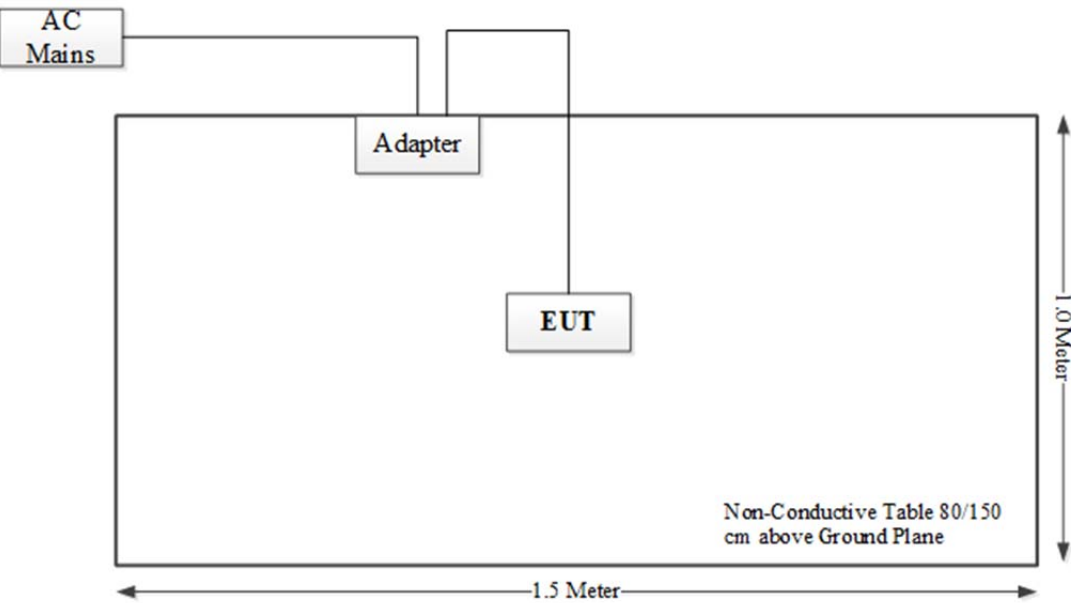 AC
Mains
Adapter
EUT
1.0 Meter
Non-Conductive Table 80/150
cm above Ground Plane
1.5 Meter